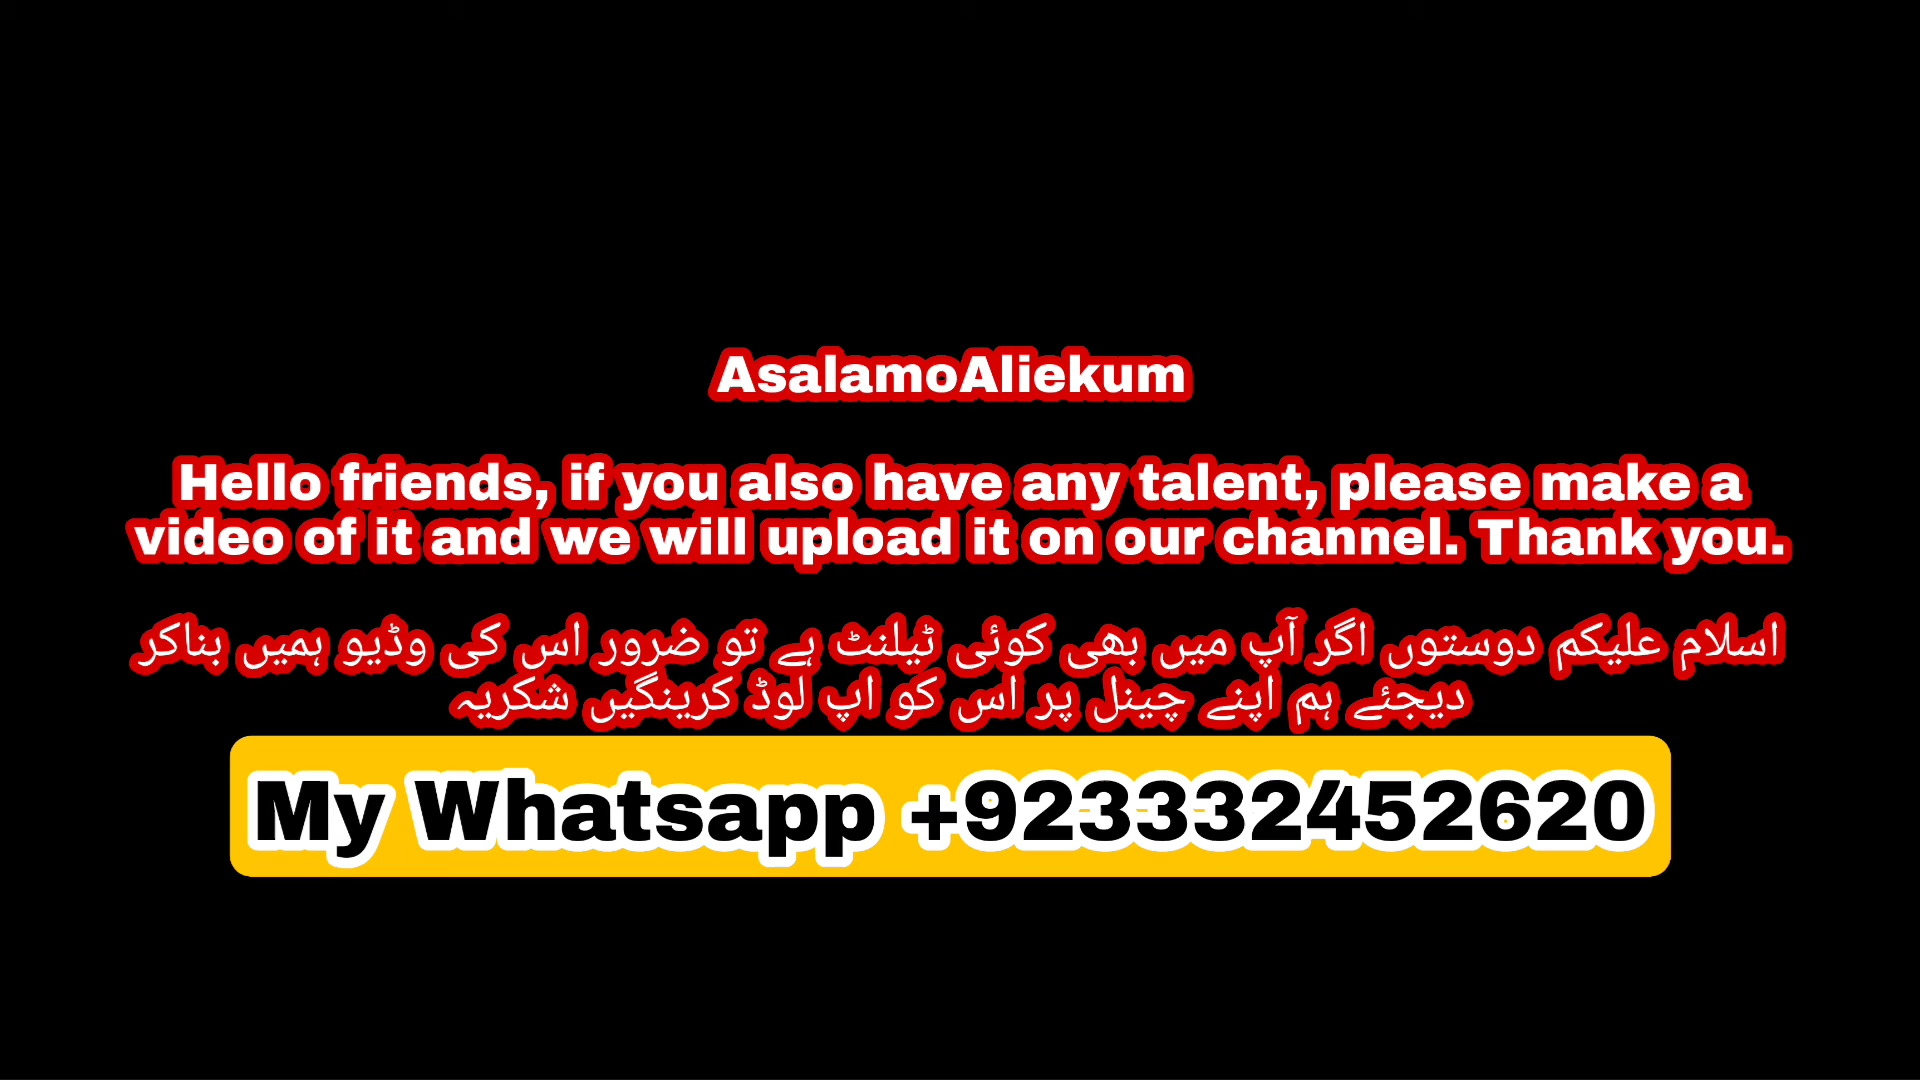 AsalamoAliekum
Hello friends, if you also have any talent, please make a
video of it and we will upload it on our channel. Thank you.
اسلام علیکم دوستوں اگر آپ میں بھی کوئی ٹیلنٹ ہے تو ضرور اس کی وڈیو ہمیں بناکر
دیجئے ہم اپنے چینل پر اس کو اپ لوڈ کرینگیں شکریہ
My Whatsapp +923332452620